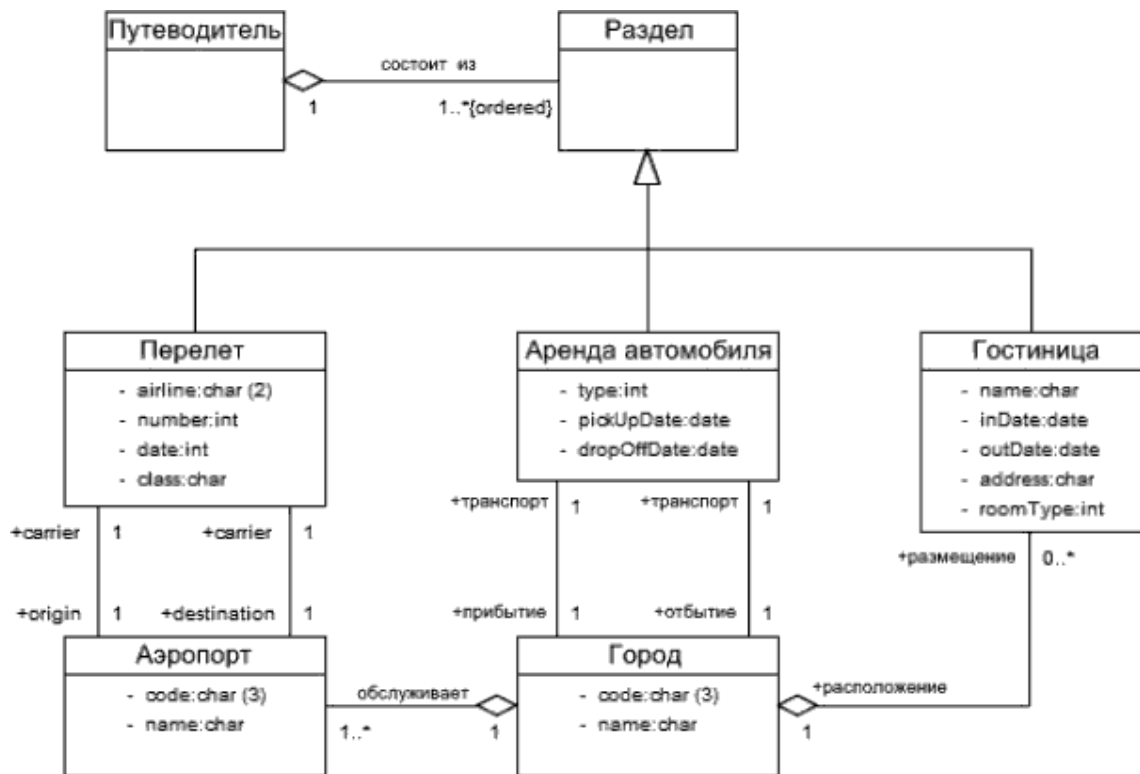 Путеводитель
Раздел
состоит из
1
1..*{ordered}
Перелет
- airline:char (2)
- number:int
- date:int
- class:char
Аренда автомобиля
- type:int
- pickUpDate:date
- dropOffDate:date
Гостиница
- name:char
- inDate:date
- outDate:date
- address:char
- roomType:int
+carrier 1 +carrier 1
+транспорт 1 +транспорт 1
+размещение 0..*
+origin 1 +destination 1
+прибытие 1 +отбытие 1
Аэропорт
- code:char (3)
- name:char
обслуживает
1..* 1
Город
- code:char (3)
- name:char
+расположение
1